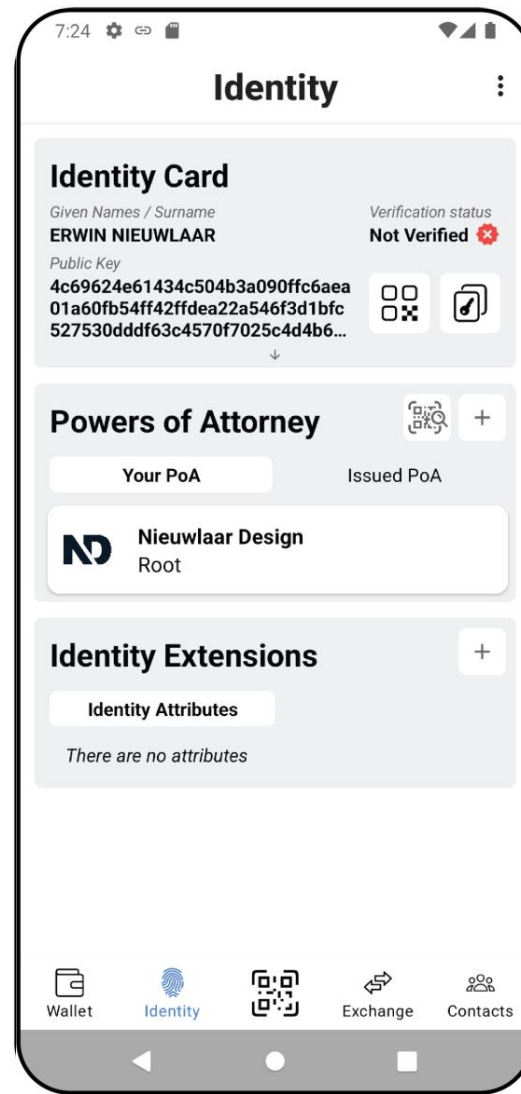 7:24
Identity
Identity Card
Given Names / Surname
Verification status
ERWIN NIEUWLAAR
Not Verified
Public Key
4c69624e61434c504b3a090ffc6aea
01a60fb54ff42ffdea22a546f3d1bfc
527530dddf63c4570f7025c4d4b6...
Powers of Attorney
Your PoA
Issued PoA
ND
Nieuwlaar Design
Root
Identity Extensions
Identity Attributes
There are no attributes
Wallet
Identity
Exchange
Contacts